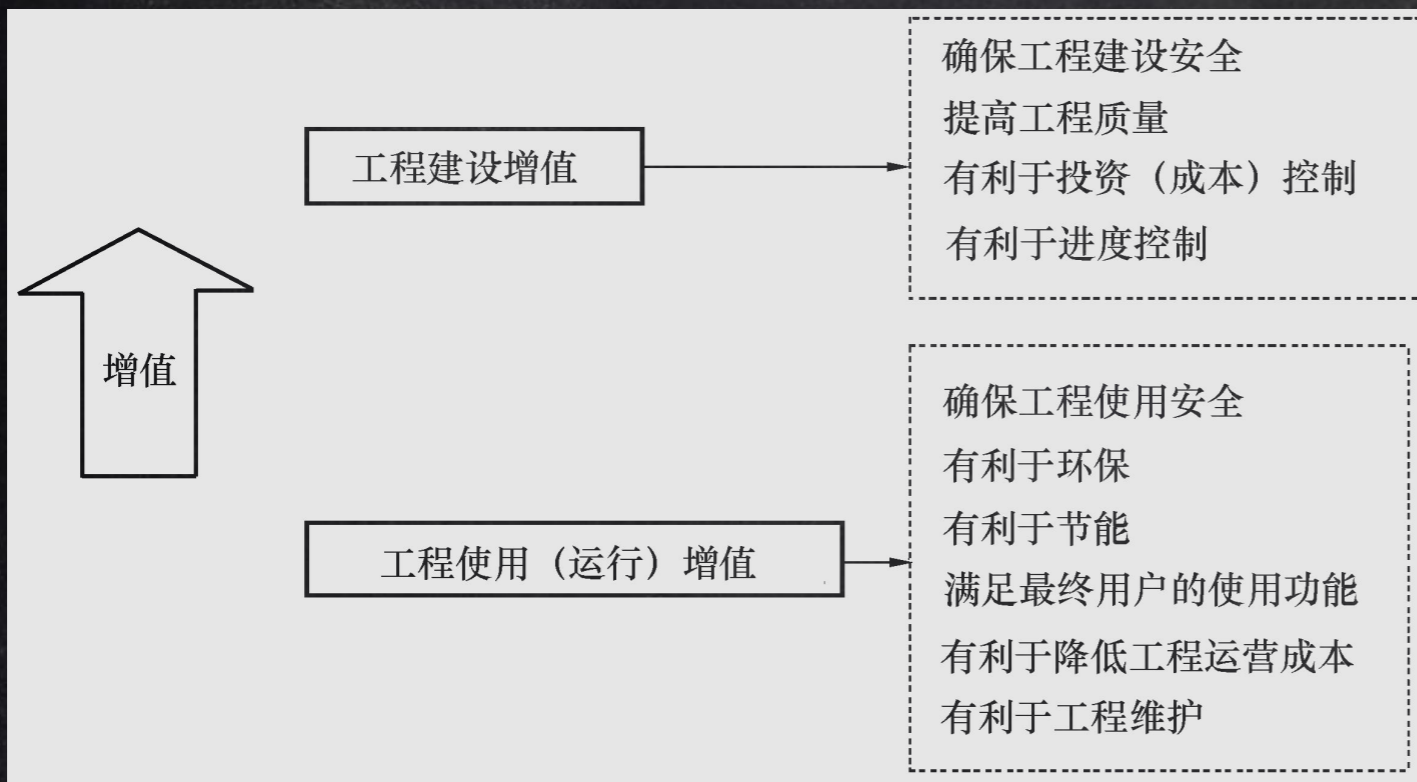 增值
工程建设增值
确保工程建设安全
提高工程质量
有利于投资（成本）控制
有利于进度控制
工程使用（运行）增值
确保工程使用安全
有利于环保
有利于节能
满足最终用户的使用功能
有利于降低工程运营成本
有利于工程维护